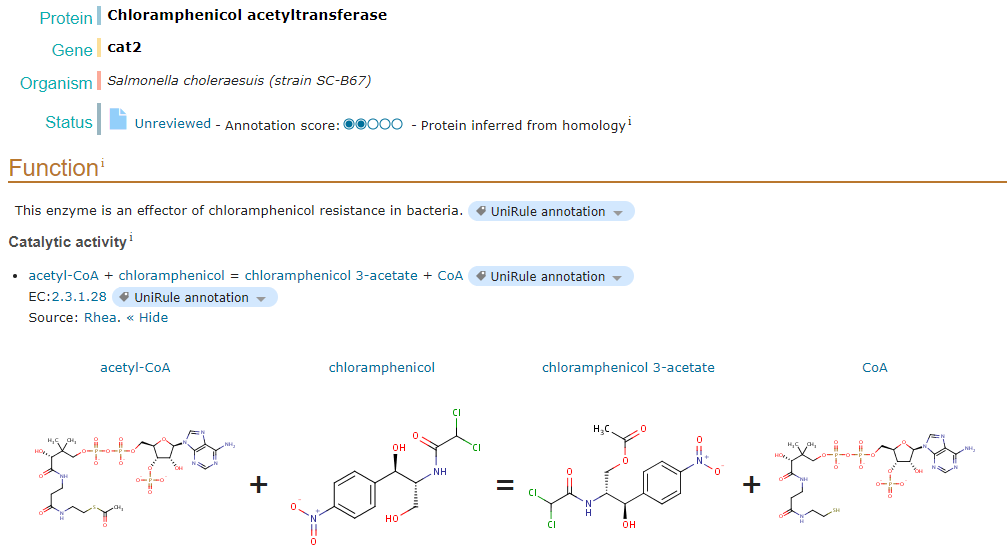 Protein Chloramphenicol acetyltransferase
Gene cat2
Organism Salmonella choleraesuis (strain SC-B67)
Status Unreviewed - Annotation score: - Protein inferred from homology i
Function i
This enzyme is an effector of chloramphenicol resistance in bacteria. UniRule annotation
Catalytic activity i
• acetyl-CoA + chloramphenicol = chloramphenicol 3-acetate + CoA UniRule annotation
EC:2.3.1.28 UniRule annotation
Source: Rhea. « Hide
acetyl-CoA chloramphenicol chloramphenicol 3-acetate CoA
+ = +